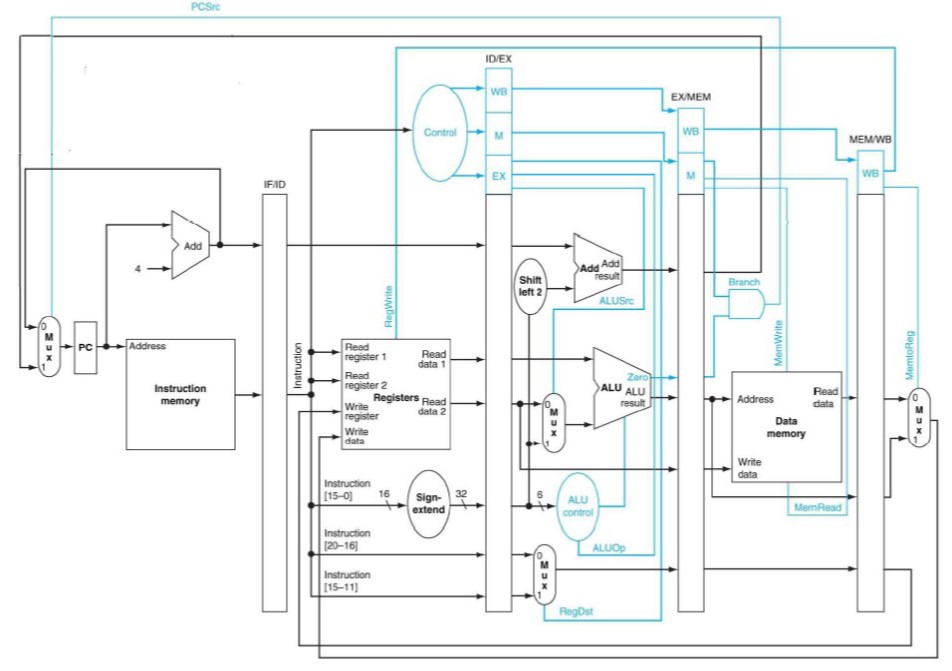 PCSrc
ID/EX
WB
EX/MEM
Control
M
WB
MEM/WB
EX
M
WB
IF/ID
Add
4
Shift
left 2
Add
Add
result
ALUSrc
Branch
RegWrite
MemWrite
MemtoReg
0
M
u
x
1
PC
Address
Instruction
memory
Instruction
Read
register 1
Read
register 2
Write
register
Write
data
Registers
Read
data 1
Read
data 2
0
M
u
x
1
Zero
ALU
ALU
result
Address
Read
data
Data
memory
Write
data
MemRead
0
M
u
x
1
Instruction
[15–0]
16
Sign-
extend
32
6
ALU
control
ALUOp
Instruction
[20–16]
Instruction
[15–11]
0
M
u
x
1
RegDst